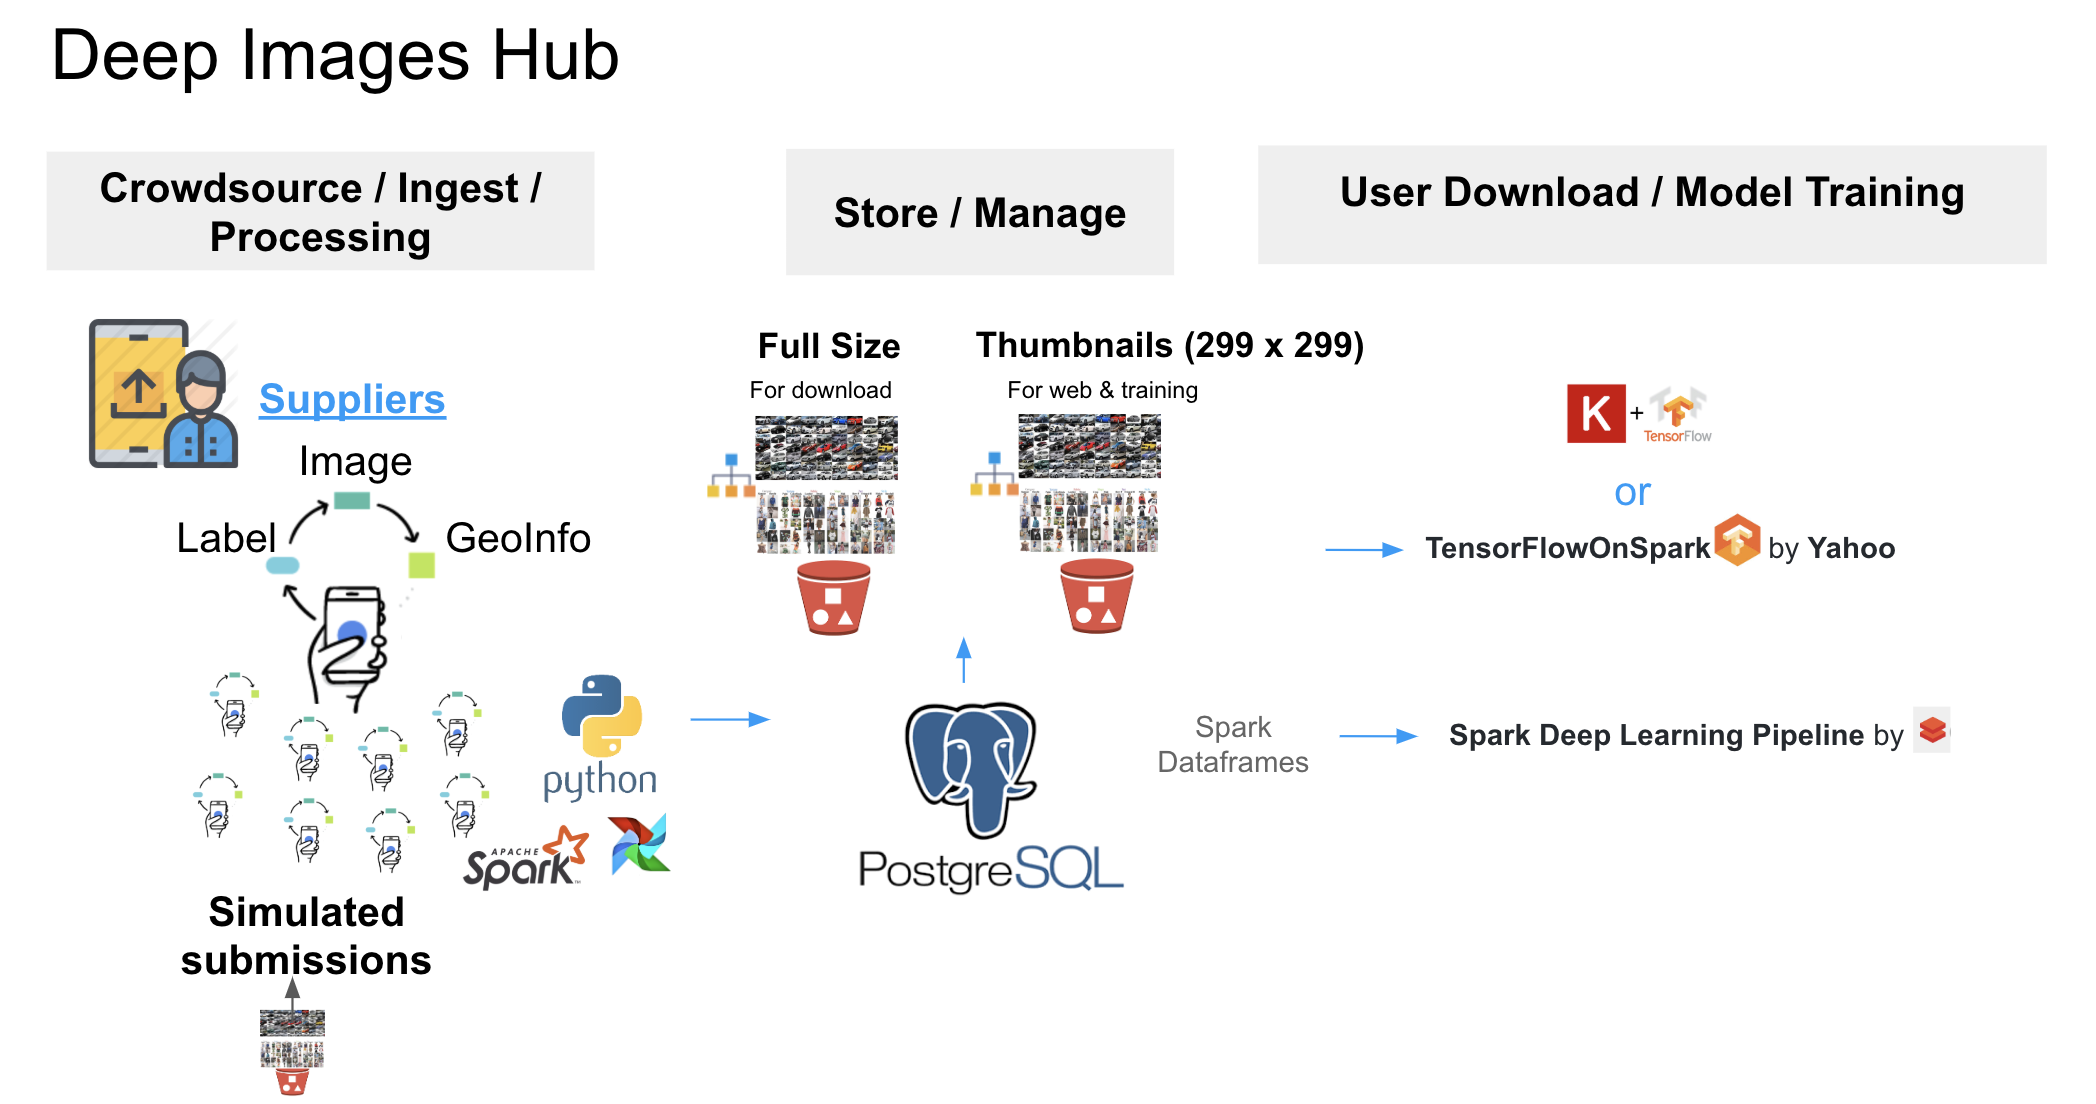 Deep Images Hub
Crowdsource / Ingest /
Processing
Store / Manage
User Download / Model Training
Suppliers
Image
Label
GeoInfo
python
APACHE
Spark
Simulated
submissions
Full Size
For download
Thumbnails (299 x 299)
For web & training
PostgreSQL
Spark
Dataframes
K + TensorFlow
or
TensorFlowOnSpark by Yahoo
Spark Deep Learning Pipeline by